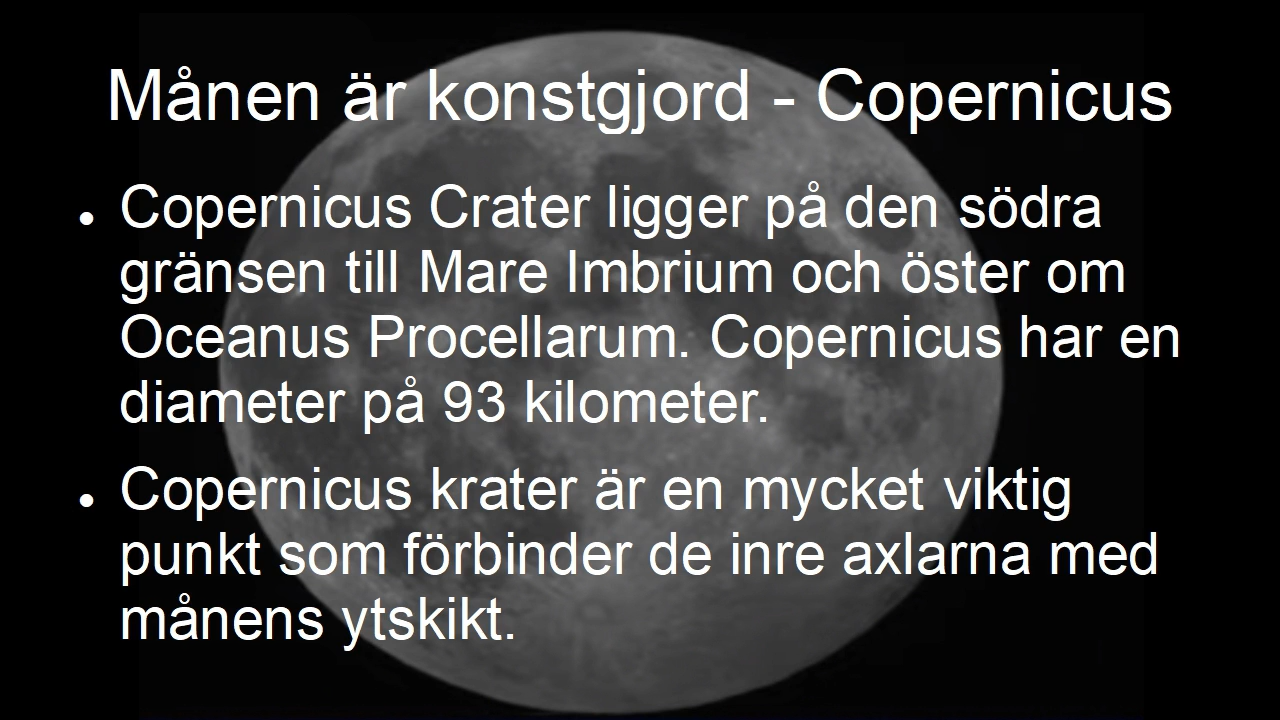 Månen är konstgjord - Copernicus
● Copernicus Crater ligger på den södra
gränsen till Mare Imbrium och öster om
Oceanus Procellarum. Copernicus har en
diameter på 93 kilometer.
● Copernicus krater är en mycket viktig
punkt som förbinder de inre axlarna med
månens ytskikt.